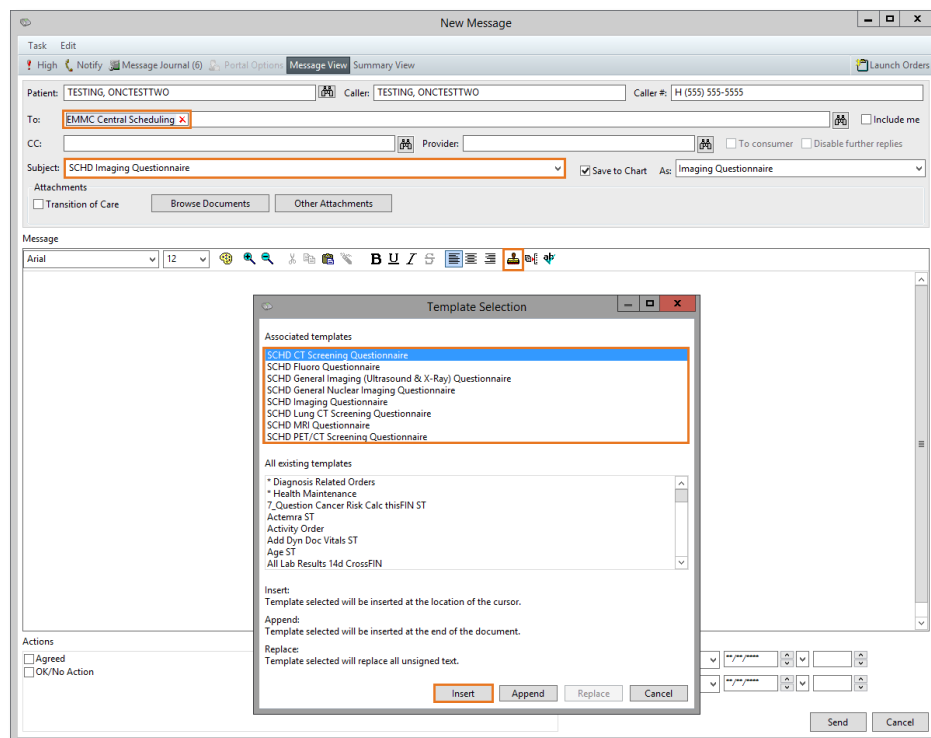 New Message
Task Edit
High Notify Message Journal (6) Portal Options Message View Summary View Launch Orders
Patient: TESTING, ONCTESTTWO Caller: TESTING, ONCTESTTWO Caller #: H (555) 555-5555
To: EMMC Central Scheduling Include me
CC: Provider: To consumer Disable further replies
Subject: SCHD Imaging Questionnaire Save to Chart As: Imaging Questionnaire
Attachments
Transition of Care Browse Documents Other Attachments
Message
Arial 12 B U I S
Template Selection
Associated templates
SCHD CT Screening Questionnaire
SCHD Fluoro Questionnaire
SCHD General Imaging (Ultrasound & X-Ray) Questionnaire
SCHD General Nuclear Imaging Questionnaire
SCHD Imaging Questionnaire
SCHD Lung CT Screening Questionnaire
SCHD MRI Questionnaire
SCHD PET/CT Screening Questionnaire
All existing templates
* Diagnosis Related Orders
* Health Maintenance
7_Question Cancer Risk Calc thisFIN ST
Actemra ST
Activity Order
Add Dyn Doc Vitals ST
Age ST
All Lab Results 14d CrossFIN
Insert:
Template selected will be inserted at the location of the cursor.
Append:
Template selected will be inserted at the end of the document.
Replace:
Template selected will replace all unsigned text.
Insert Append Replace Cancel
Actions
Agreed **/**/****
OK/No Action **/**/****
Send Cancel